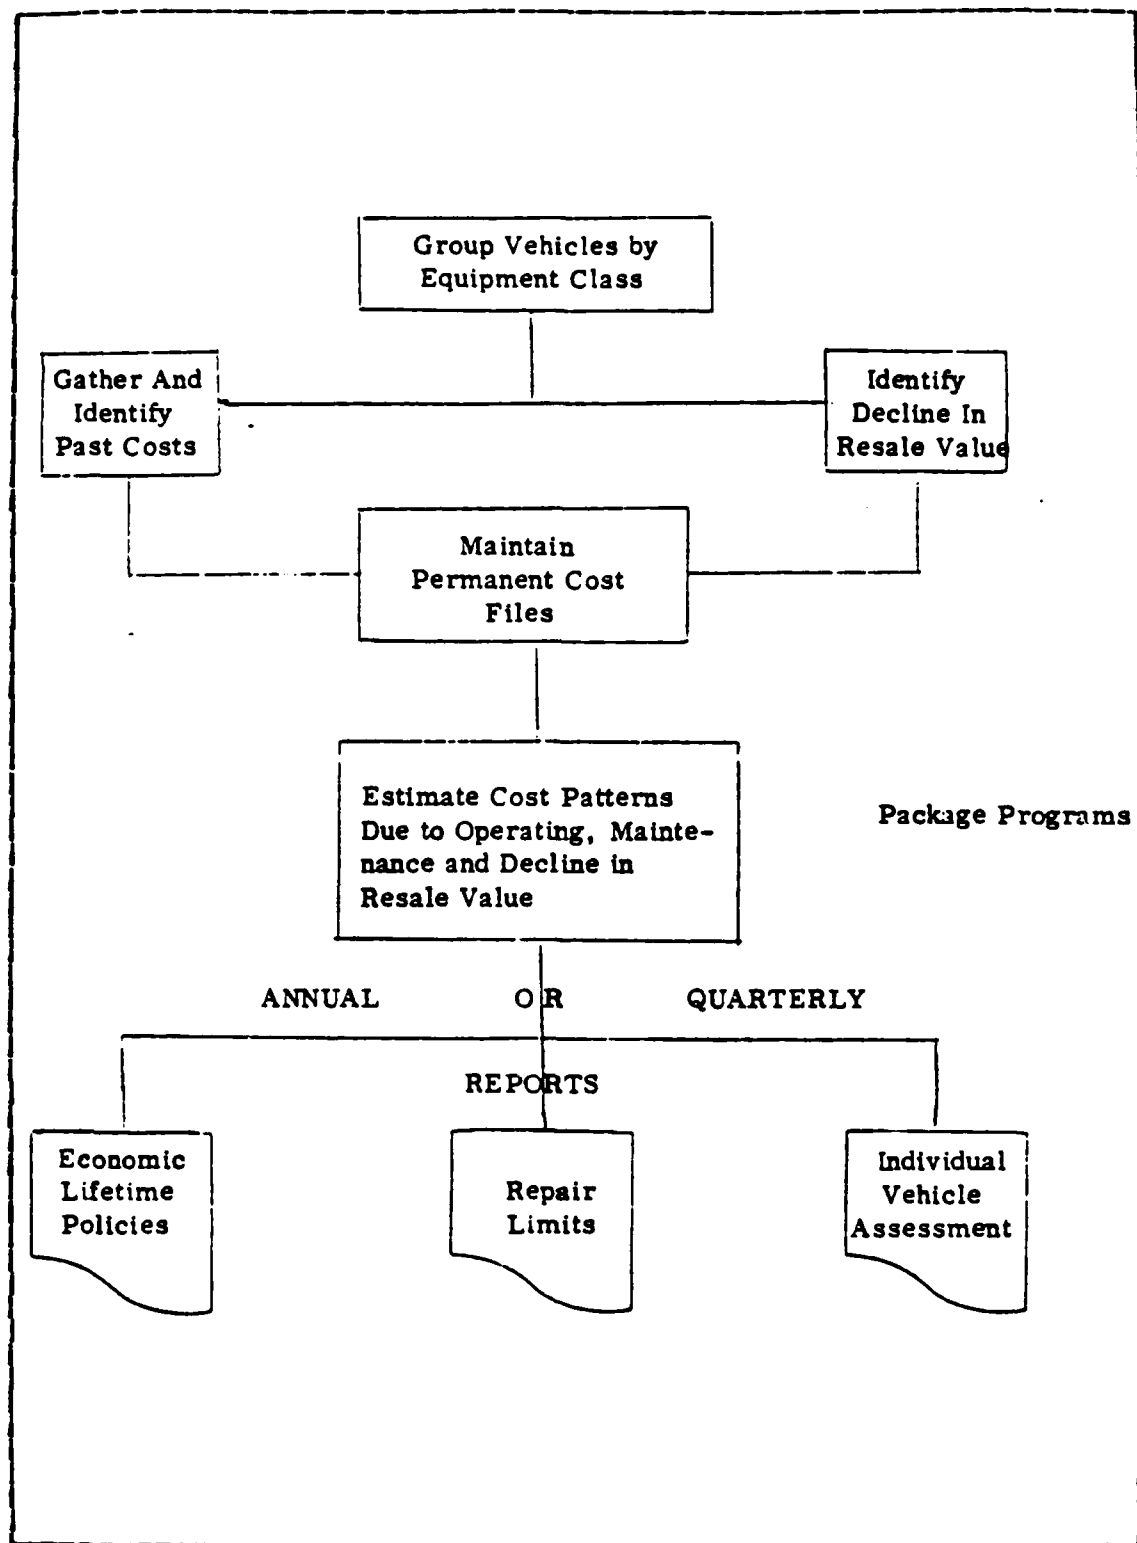 Group Vehicles by
Equipment Class
Gather And
Identify
Past Costs
Identify
Decline In
Resale Value
Maintain
Permanent Cost
Files
Estimate Cost Patterns
Due to Operating, Mainte-
nance and Decline in
Resale Value
Package Programs
ANNUAL OR QUARTERLY
REPORTS
Economic
Lifetime
Policies
Repair
Limits
Individual
Vehicle
Assessment